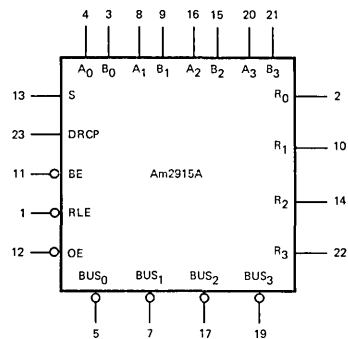 4 3 8 9 16 15 20 21
A0 B0 A1 B1 A2 B2 A3 B3
13 S R0 2
23 DRCP
R1 10
11 BE Am2915A
R2 14
1 RLE
12 OE R3 22
BUS0 BUS1 BUS2 BUS3
5 7 17 19